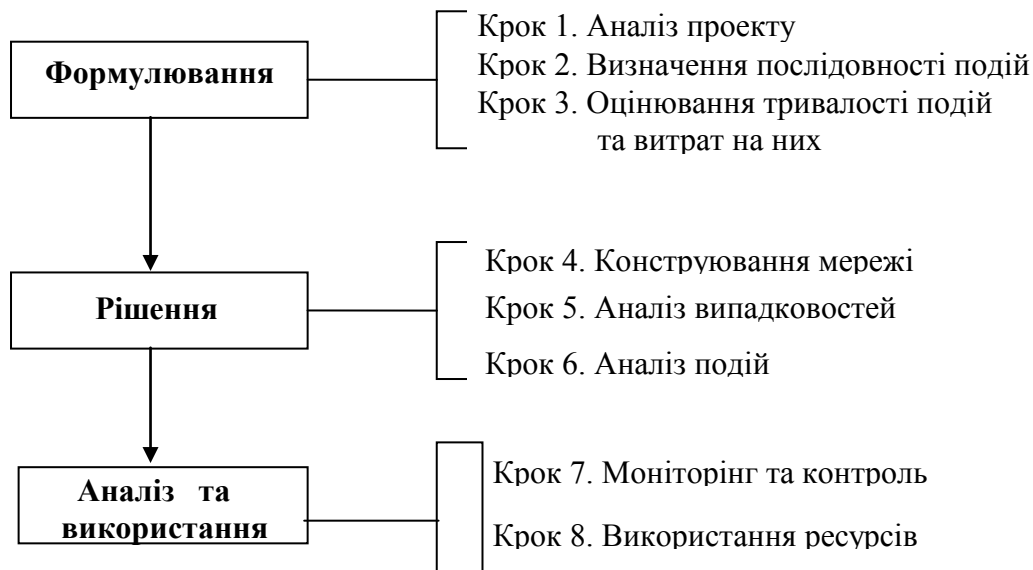 Формулювання
Крок 1. Аналіз проекту
Крок 2. Визначення послідовності подій
Крок 3. Оцінювання тривалості подій
та витрат на них
Рішення
Крок 4. Конструювання мережі
Крок 5. Аналіз випадковостей
Крок 6. Аналіз подій
Аналіз та
використання
Крок 7. Моніторінг та контроль
Крок 8. Використання ресурсів